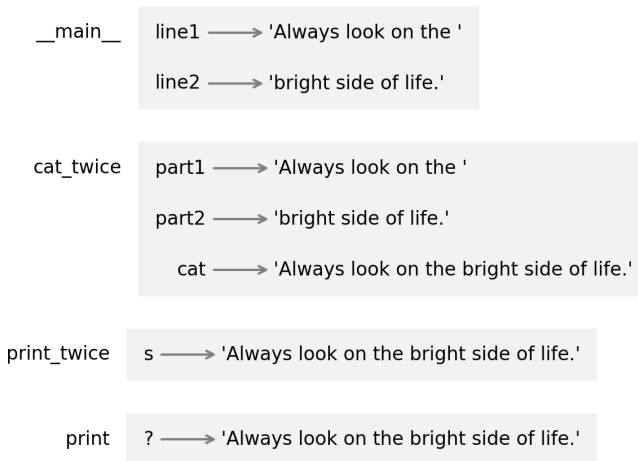 __main__ line1 'Always look on the '
line2 'bright side of life.'
cat_twice part1 'Always look on the '
part2 'bright side of life.'
cat 'Always look on the bright side of life.'
print_twice s 'Always look on the bright side of life.'
print ? 'Always look on the bright side of life.'